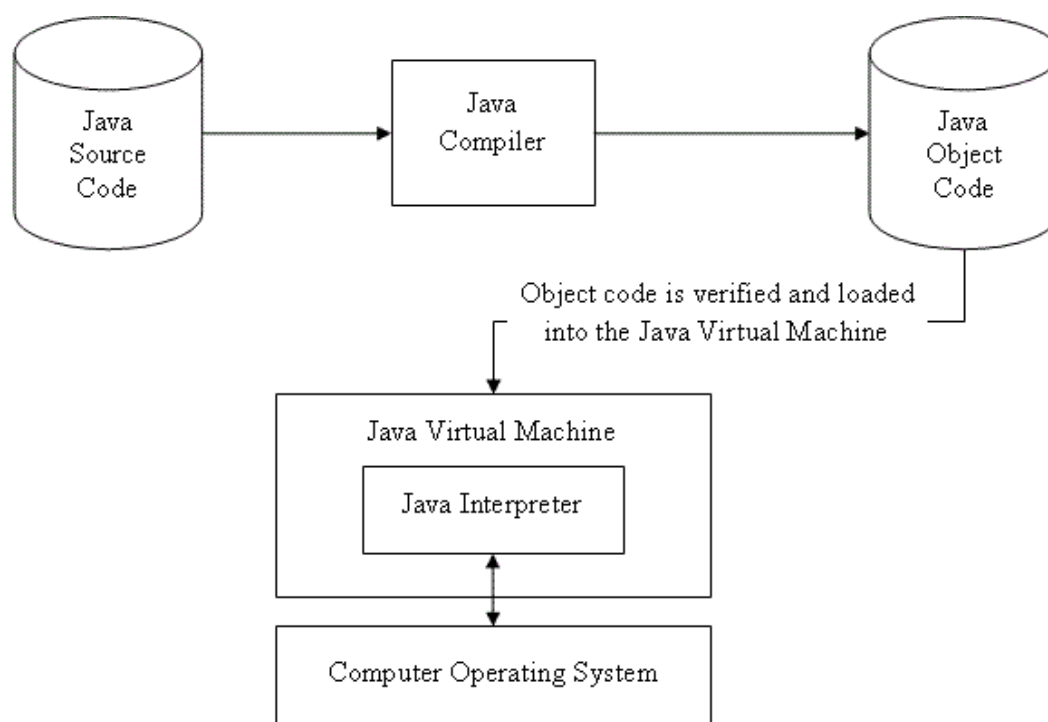 Java
Source
Code
Java
Compiler
Java
Object
Code
Object code is verified and loaded
into the Java Virtual Machine
Java Virtual Machine
Java Interpreter
Computer Operating System